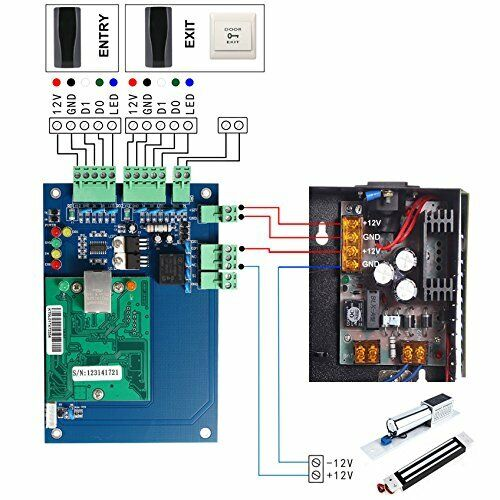 ENTRY
EXIT
DOOR
EXIT
12V
GND
D1
D0
LED
12V
GND
D1
D0
LED
+12V
GND
+12V
GND
S/N:123141721
-12V
+12V